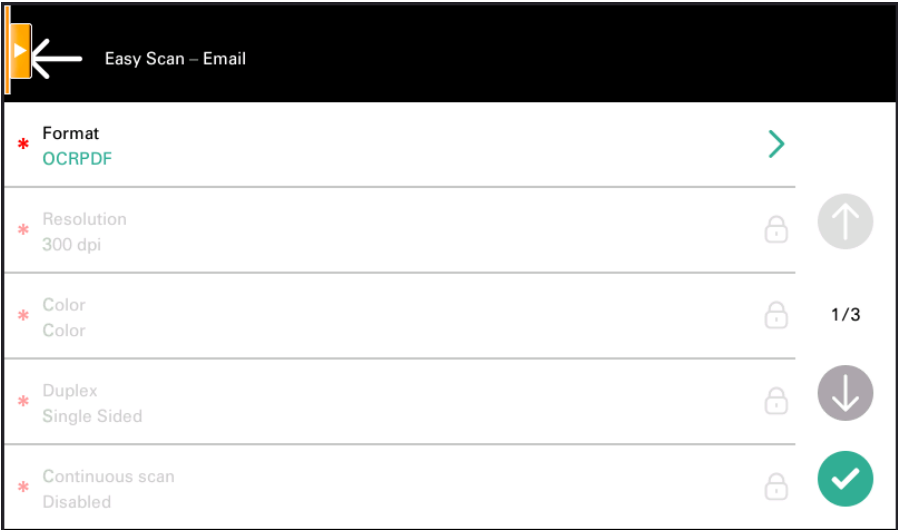 Easy Scan – Email
* Format
OCRPDF
* Resolution
300 dpi
* Color
Color
1/3
* Duplex
Single Sided
* Continuous scan
Disabled